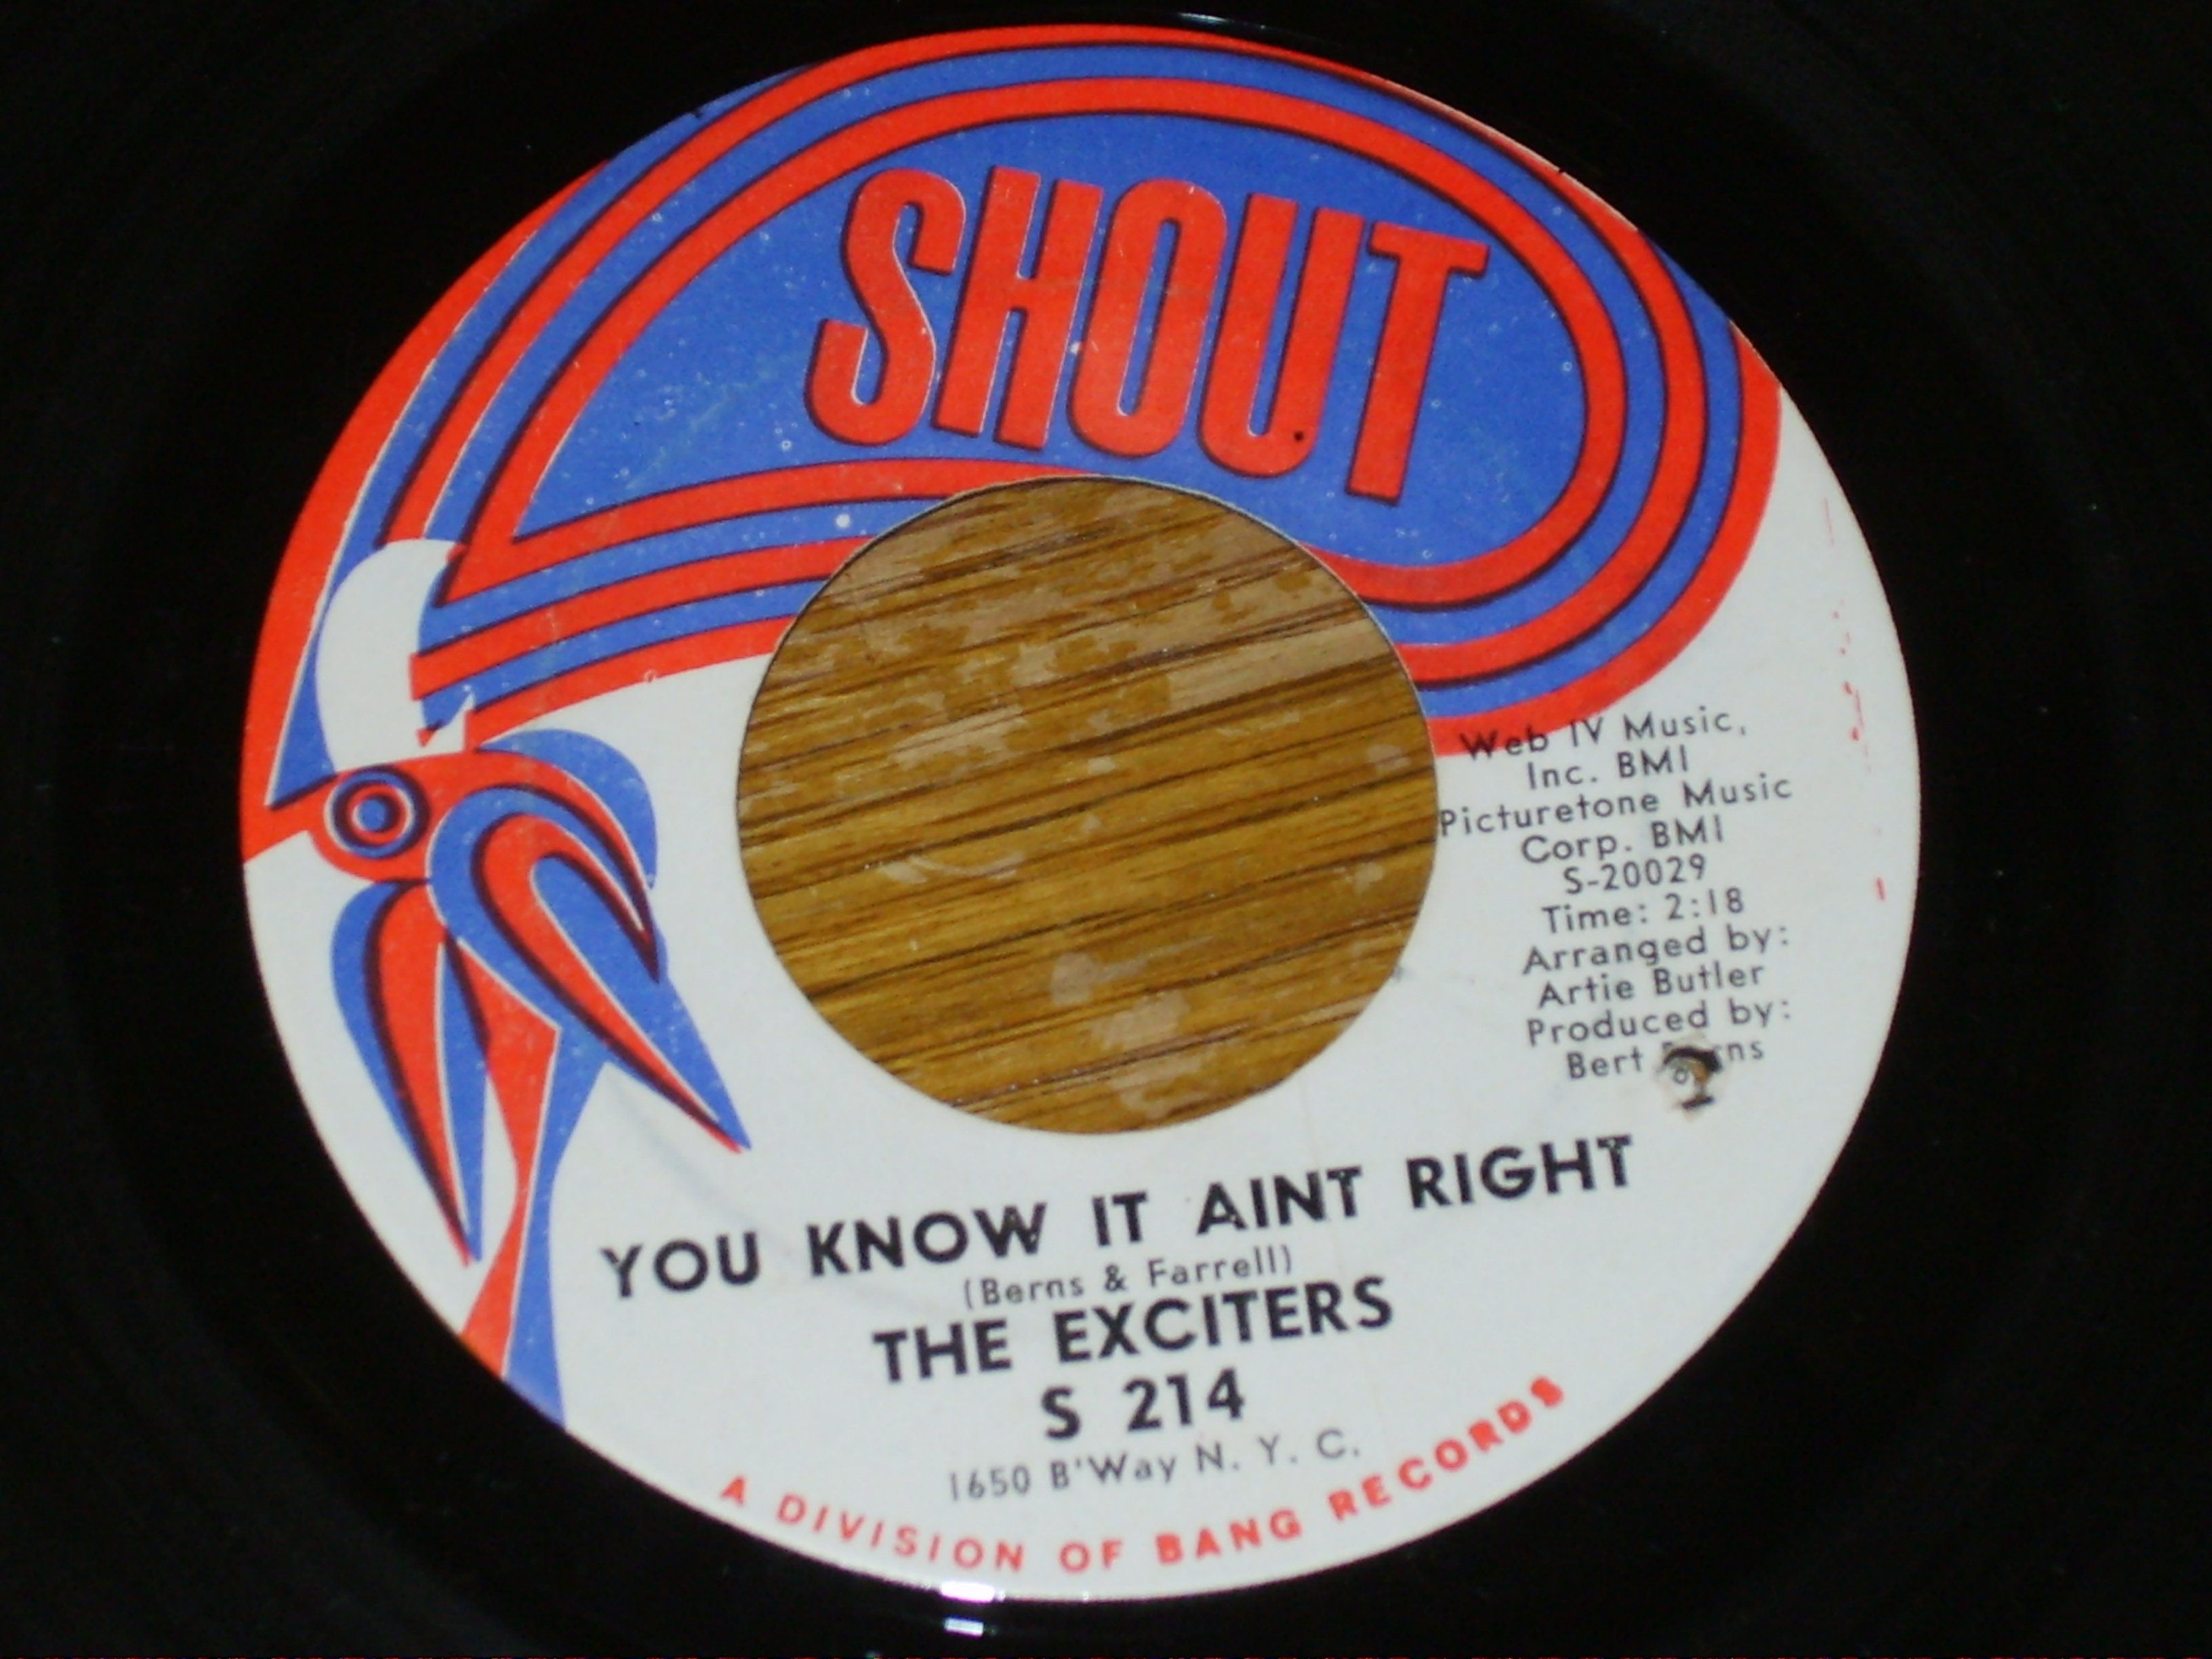 SHOUT
Web IV Music,
Inc. BMI
Picturetone Music
Corp. BMI
S-20029
Time: 2:18
Arranged by:
Artie Butler
Produced by:
Bert
YOU KNOW IT AINT RIGHT
(Berns & Farrell)
THE EXCITERS
S 214
1650 B'Way N. Y. C.
A DIVISION OF BANG RECORDS